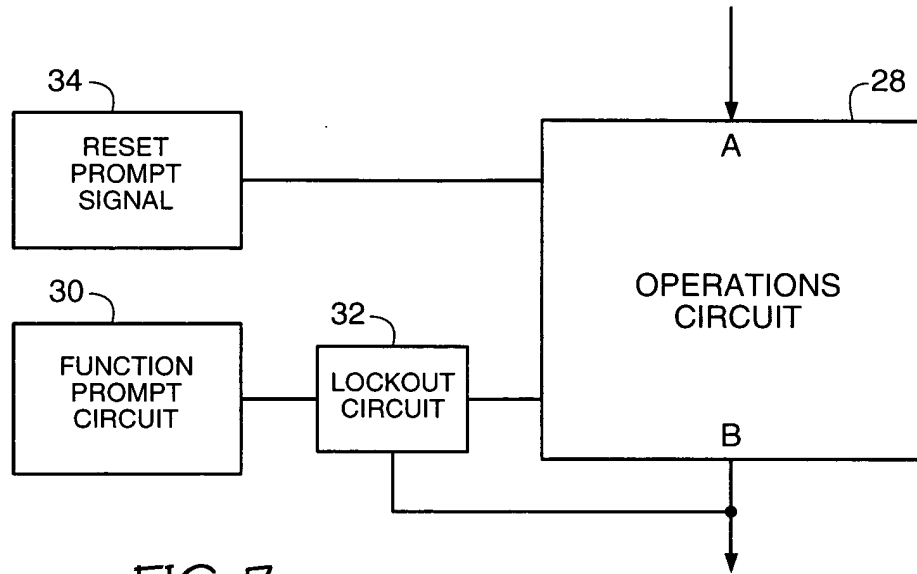 34
RESET
PROMPT
SIGNAL
28
A
OPERATIONS
CIRCUIT
B
30
FUNCTION
PROMPT
CIRCUIT
32
LOCKOUT
CIRCUIT